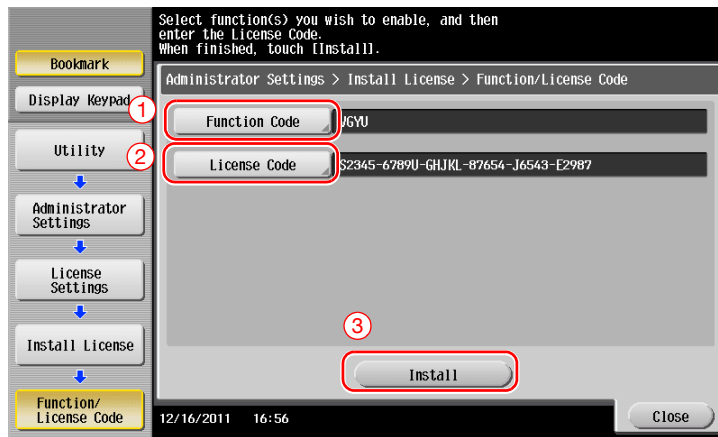 Select function(s) you wish to enable, and then
enter the License Code.
When finished, touch [Install].
Bookmark
Display Keypad
Utility
Administrator
Settings
License
Settings
Install License
Function/
License Code
Administrator Settings > Install License > Function/License Code
1
Function Code
VGYU
2
License Code
S2345-6789U-GHJKL-87654-J6543-E2987
3
Install
12/16/2011 16:56
Close